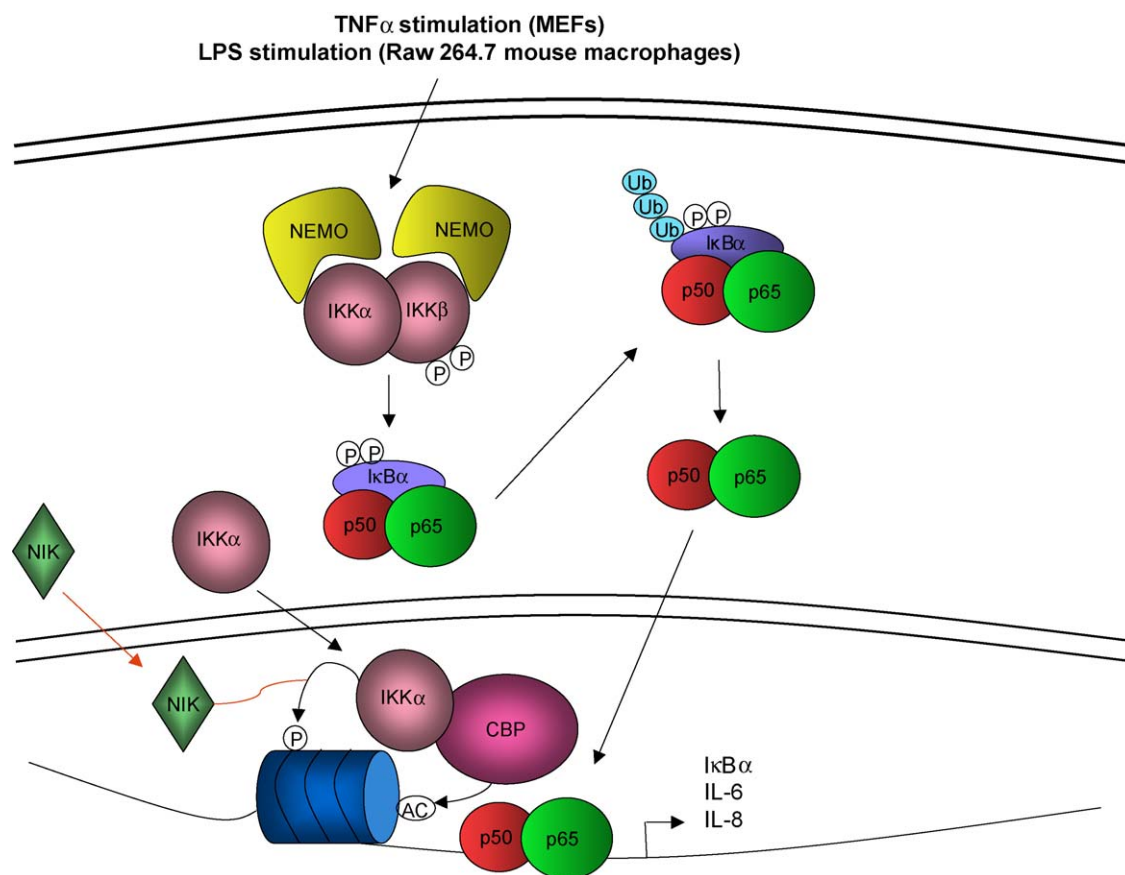 TNFα stimulation (MEFs)
LPS stimulation (Raw 264.7 mouse macrophages)
NEMO
NEMO
IKKα
IKKβ
P
P
Ub
Ub
Ub
P
P
IκBα
p50
p65
P
P
IκBα
p50
p65
p50
p65
NIK
IKKα
NIK
IKKα
CBP
P
AC
p50
p65
IκBα
IL-6
IL-8